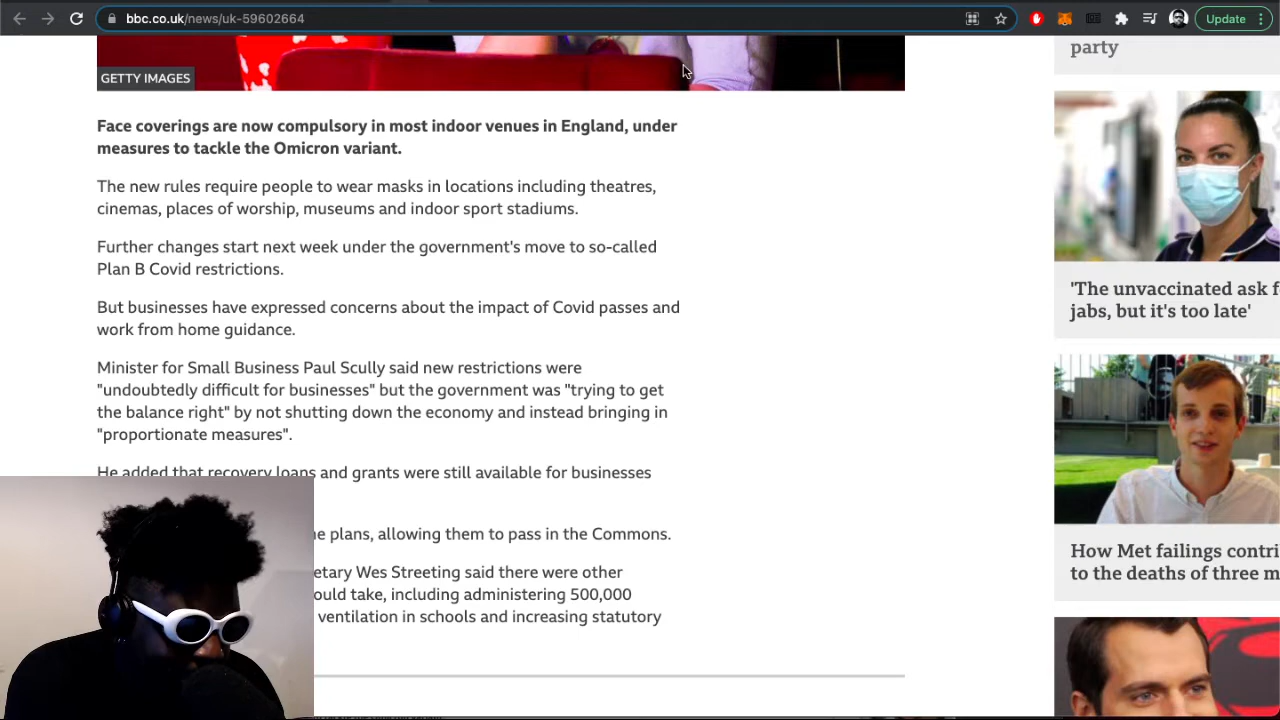 bbc.co.uk/news/uk-59602664
Update
GETTY IMAGES
Face coverings are now compulsory in most indoor venues in England, under
measures to tackle the Omicron variant.
The new rules require people to wear masks in locations including theatres,
cinemas, places of worship, museums and indoor sport stadiums.
Further changes start next week under the government's move to so-called
Plan B Covid restrictions.
But businesses have expressed concerns about the impact of Covid passes and
work from home guidance.
Minister for Small Business Paul Scully said new restrictions were
"undoubtedly difficult for businesses" but the government was "trying to get
the balance right" by not shutting down the economy and instead bringing in
"proportionate measures".
He added that recovery loans and grants were still available for businesses
plans, allowing them to pass in the Commons.
etary Wes Streeting said there were other
ould take, including administering 500,000
ventilation in schools and increasing statutory
party
'The unvaccinated ask f
jabs, but it's too late'
How Met failings contri
to the deaths of three m